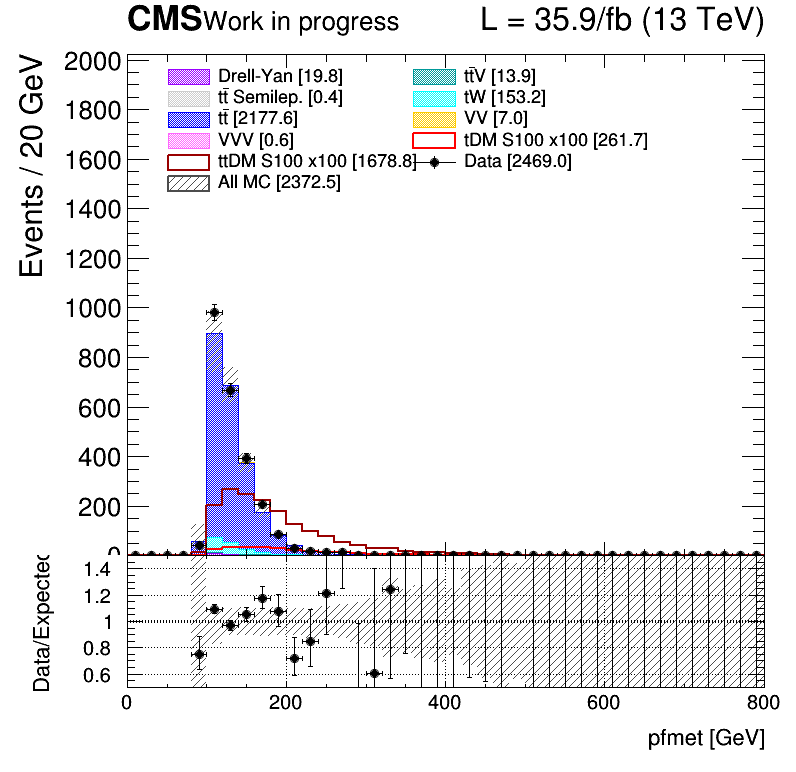 CMS Work in progress L = 35.9/fb (13 TeV)
Events / 20 GeV
2000
1800
1600
1400
1200
1000
800
600
400
200
0
Drell-Yan [19.8] tt̄V [13.9]
tt̄ Semilep. [0.4] tW [153.2]
tt̄ [2177.6] VV [7.0]
VVV [0.6] tDM S100 x100 [261.7]
ttDM S100 x100 [1678.8] Data [2469.0]
All MC [2372.5]
Data/Expected
1.4
1.2
1
0.8
0.6
0 200 400 600 800
pfmet [GeV]